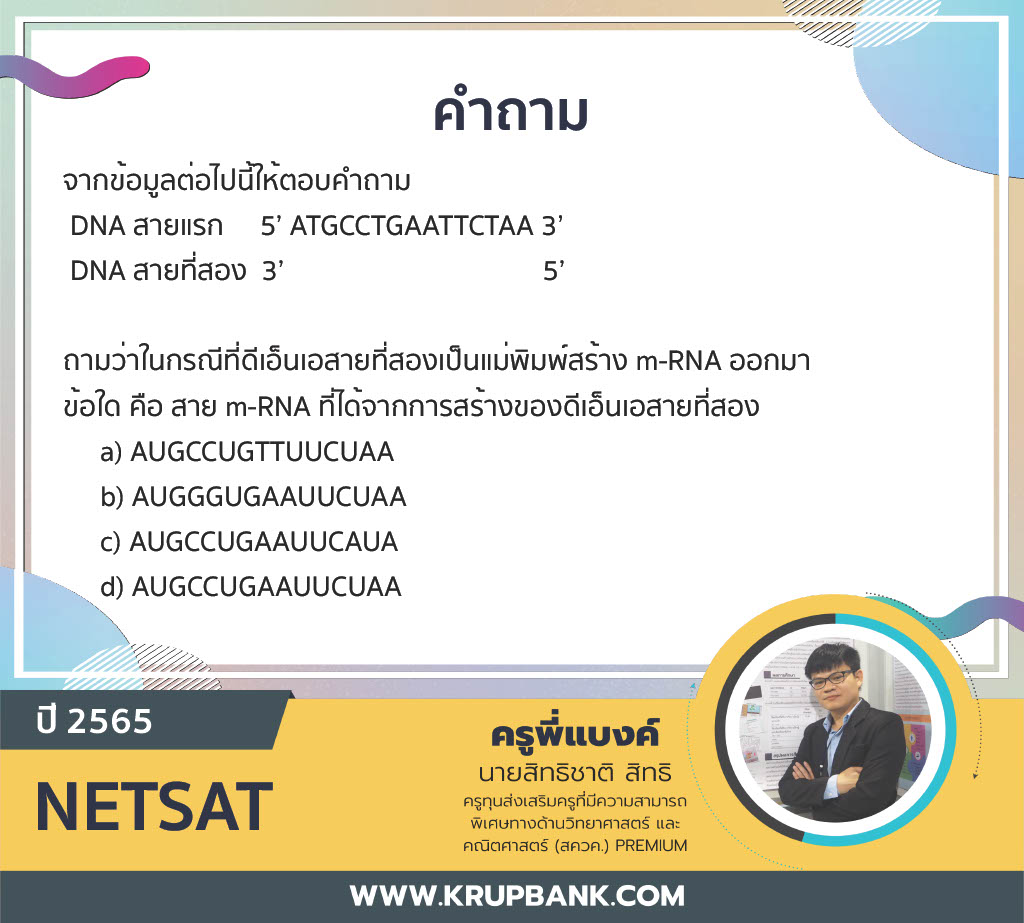 คำถาม
จากข้อมูลต่อไปนี้ให้ตอบคำถาม
DNA สายแรก 5’ ATGCCTGAATTCTAA 3’
DNA สายที่สอง 3’ 5’
ถามว่าในกรณีที่ดีเอ็นเอสายที่สองเป็นแม่พิมพ์สร้าง m-RNA ออกมา
ข้อใด คือ สาย m-RNA ที่ได้จากการสร้างของดีเอ็นเอสายที่สอง
a) AUGCCUGTTUUCUAA
b) AUGGGUGAAUUCUAA
c) AUGCCUGAAUUCAUA
d) AUGCCUGAAUUCUAA
ปี 2565
NETSAT
ครูพี่แบงค์
นายสิทธิชาติ สิทธิ
ครูทุนส่งเสริมครูที่มีความสามารถ
พิเศษทางด้านวิทยาศาสตร์ และ
คณิตศาสตร์ (สควค.) PREMIUM
WWW.KRUPBANK.COM